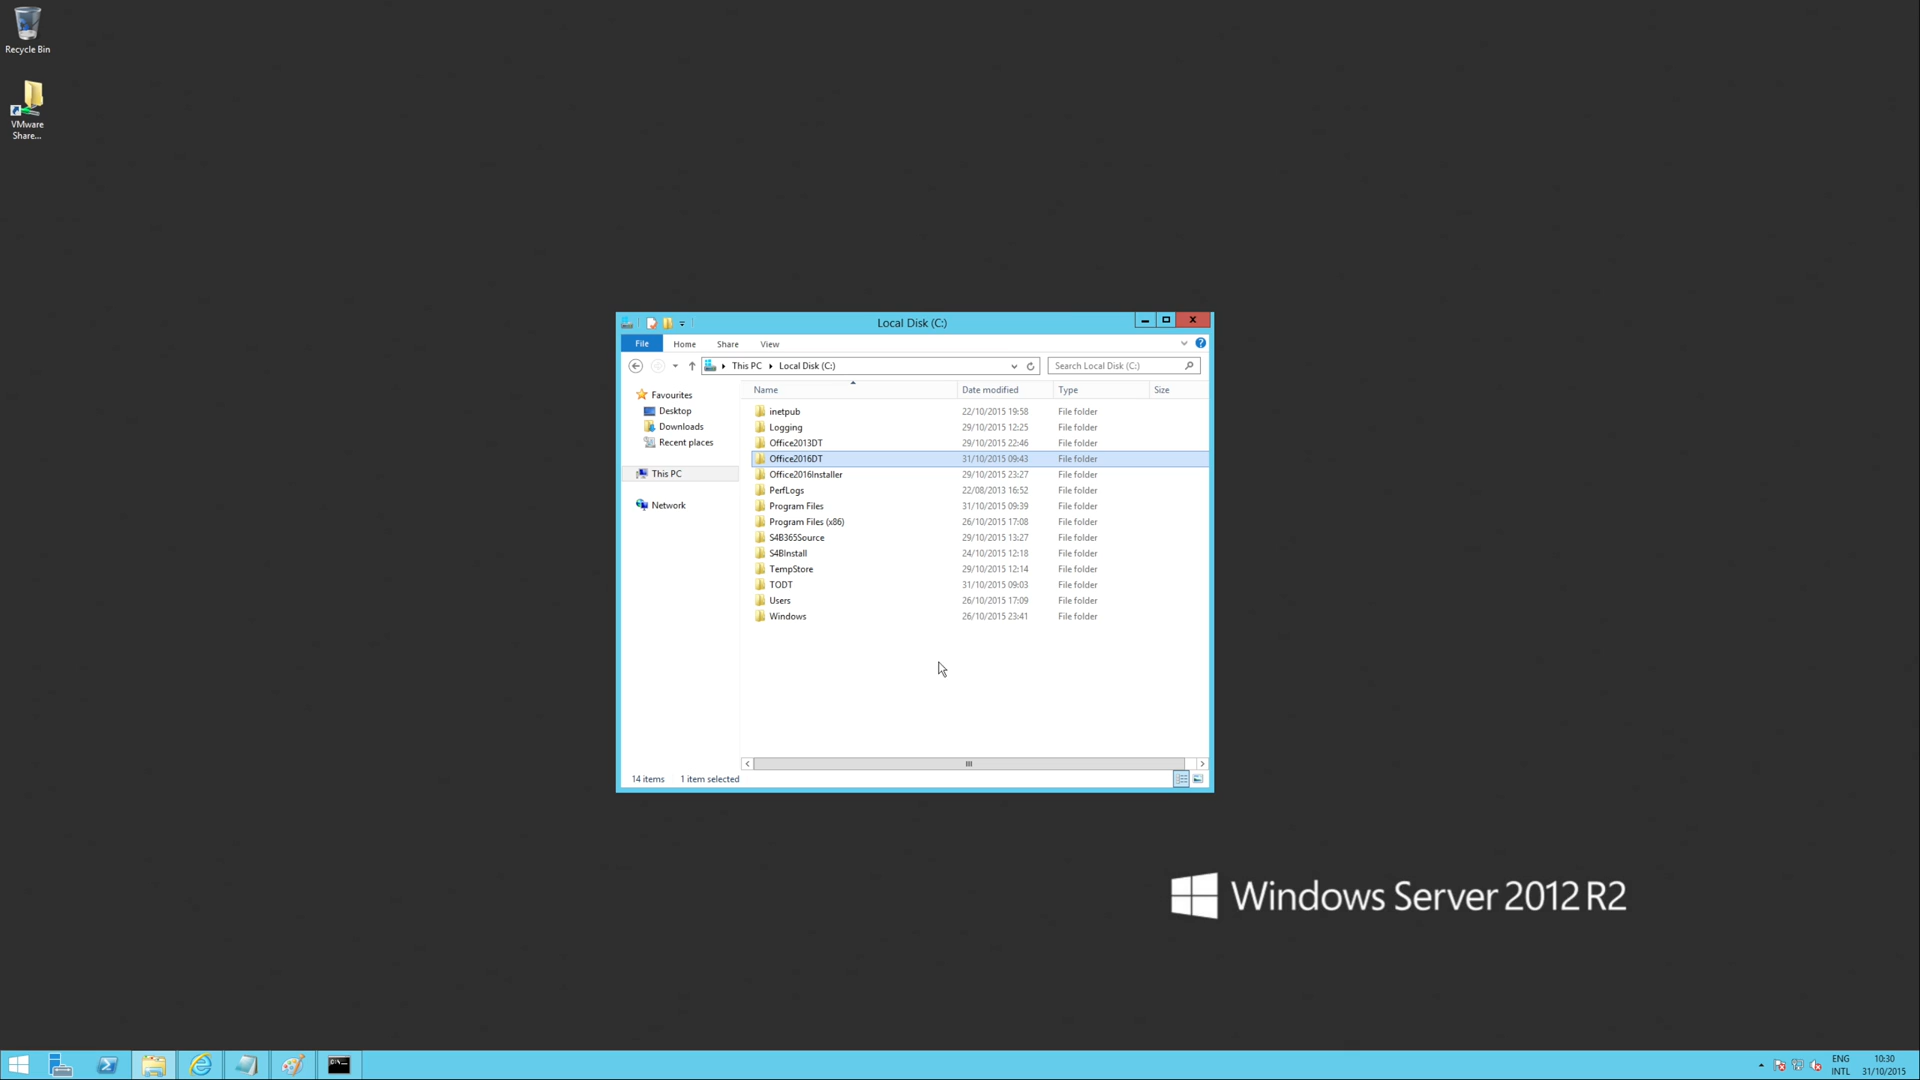 Recycle Bin
VMware
Share...
Local Disk (C:)
File Home Share View
This PC Local Disk (C:)
Search Local Disk (C:)
Favourites
Desktop
Downloads
Recent places
This PC
Network
Name Date modified Type Size
inetpub 22/10/2015 19:58 File folder
Logging 29/10/2015 12:25 File folder
Office2013DT 29/10/2015 22:46 File folder
Office2016DT 31/10/2015 09:43 File folder
Office2016Installer 29/10/2015 23:27 File folder
PerfLogs 22/08/2013 16:52 File folder
Program Files 31/10/2015 09:39 File folder
Program Files (x86) 26/10/2015 17:08 File folder
S4B365Source 29/10/2015 13:27 File folder
S4BInstall 24/10/2015 12:18 File folder
TempStore 29/10/2015 12:14 File folder
TODT 31/10/2015 09:03 File folder
Users 26/10/2015 17:09 File folder
Windows 26/10/2015 23:41 File folder
14 items 1 item selected
Windows Server 2012 R2
ENG 10:30
INTL 31/10/2015